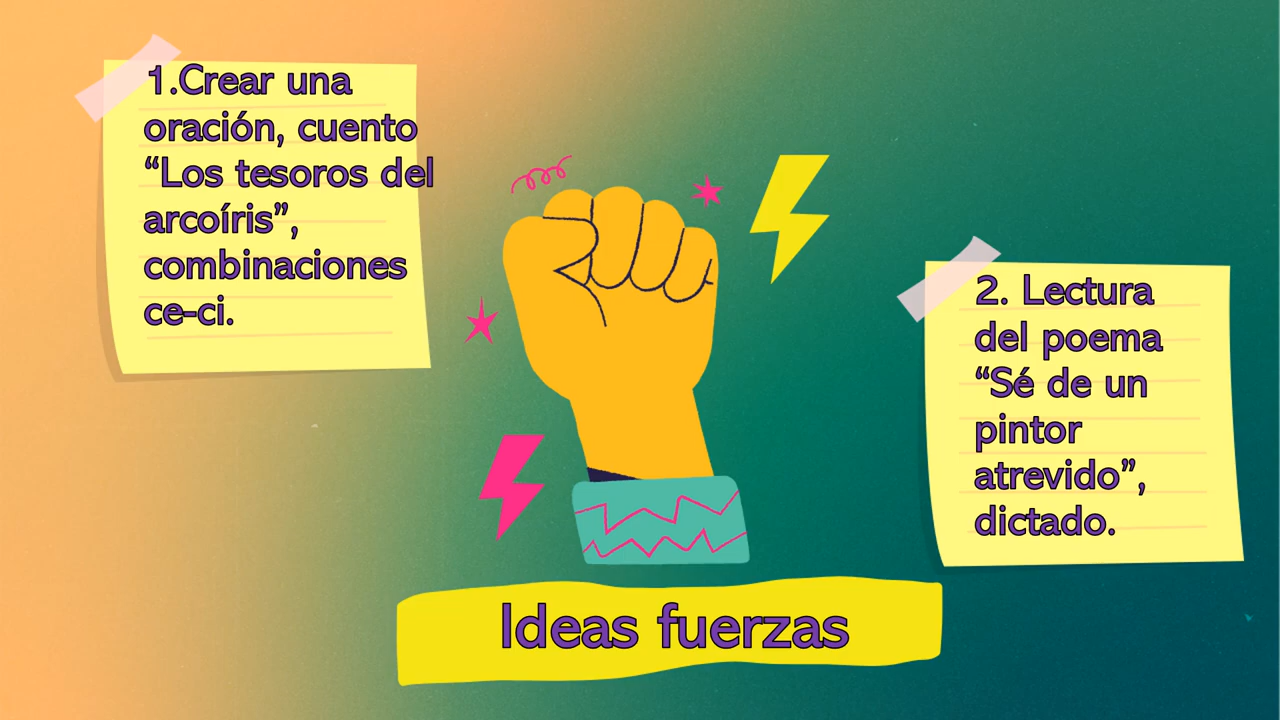 1.Crear una
oración, cuento
“Los tesoros del
arcoíris”,
combinaciones
ce-ci.
2. Lectura
del poema
“Sé de un
pintor
atrevido”,
dictado.
Ideas fuerzas